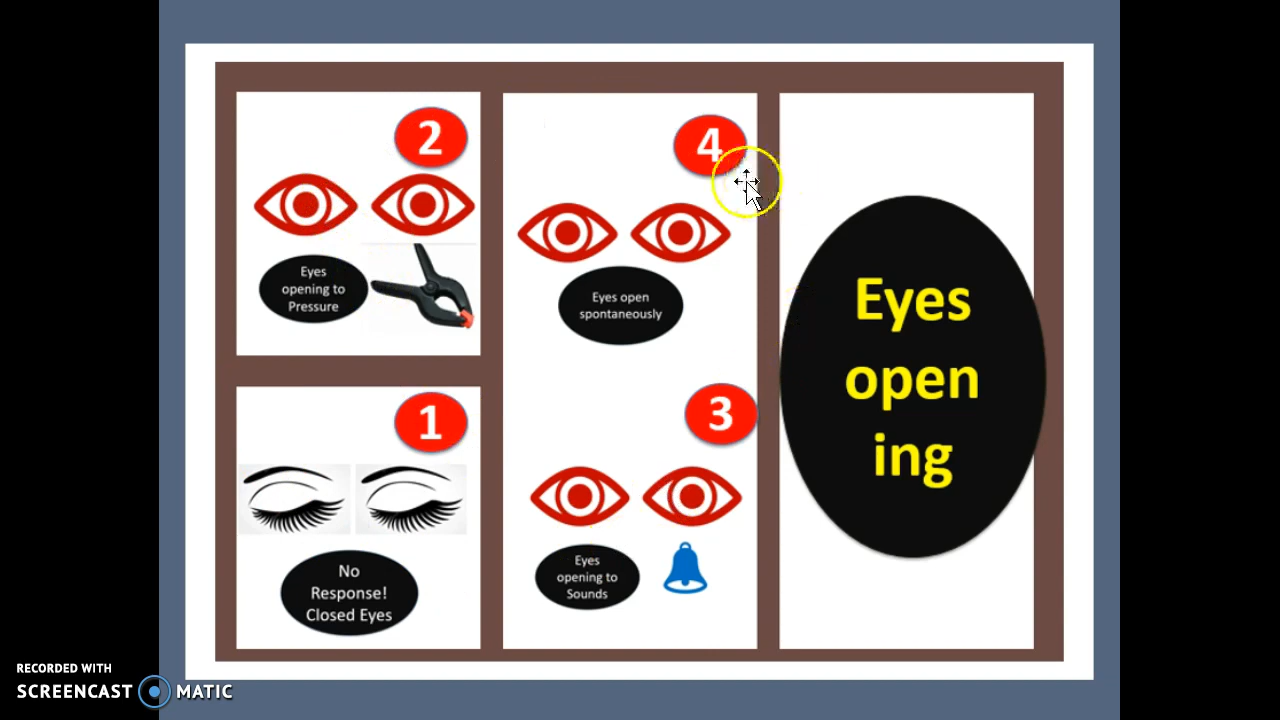 2
Eyes
opening to
Pressure
1
No
Response!
Closed Eyes
4
Eyes open
spontaneously
3
Eyes
opening to
Sounds
Eyes
open
ing
RECORDED WITH
SCREENCAST MATIC